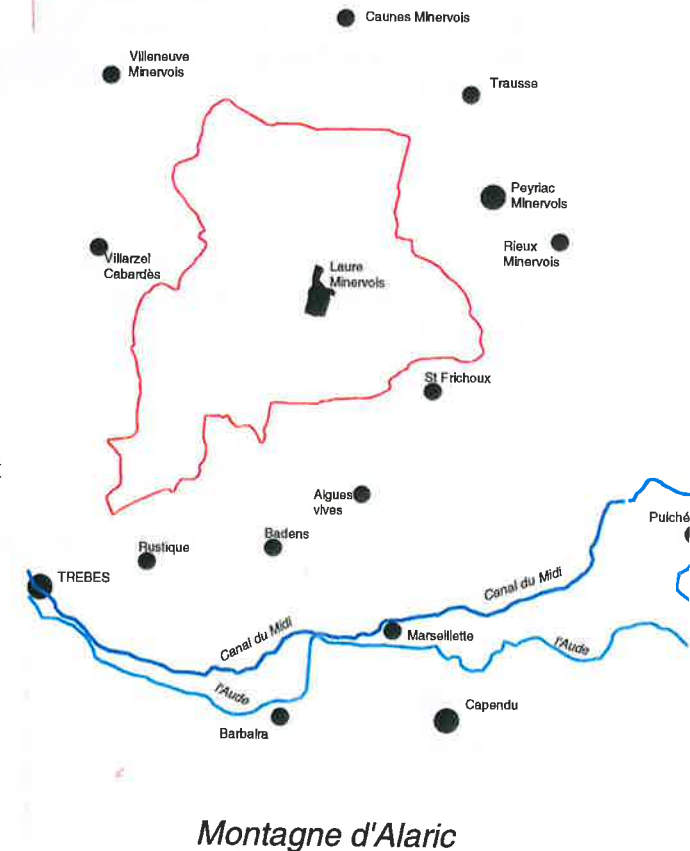 Caunes Minervois
Villeneuve
Minervois
Trausse
Peyriac
Minervois
Rieux
Minervois
Villarzel
Cabardès
Laure
Minervois
St Frichoux
Aigues
vives
Puiché
Badens
Rustique
TREBES
Canal du Midi
Canal du Midi
Marseillette
l'Aude
l'Aude
Capendu
Barbaira
Montagne d'Alaric